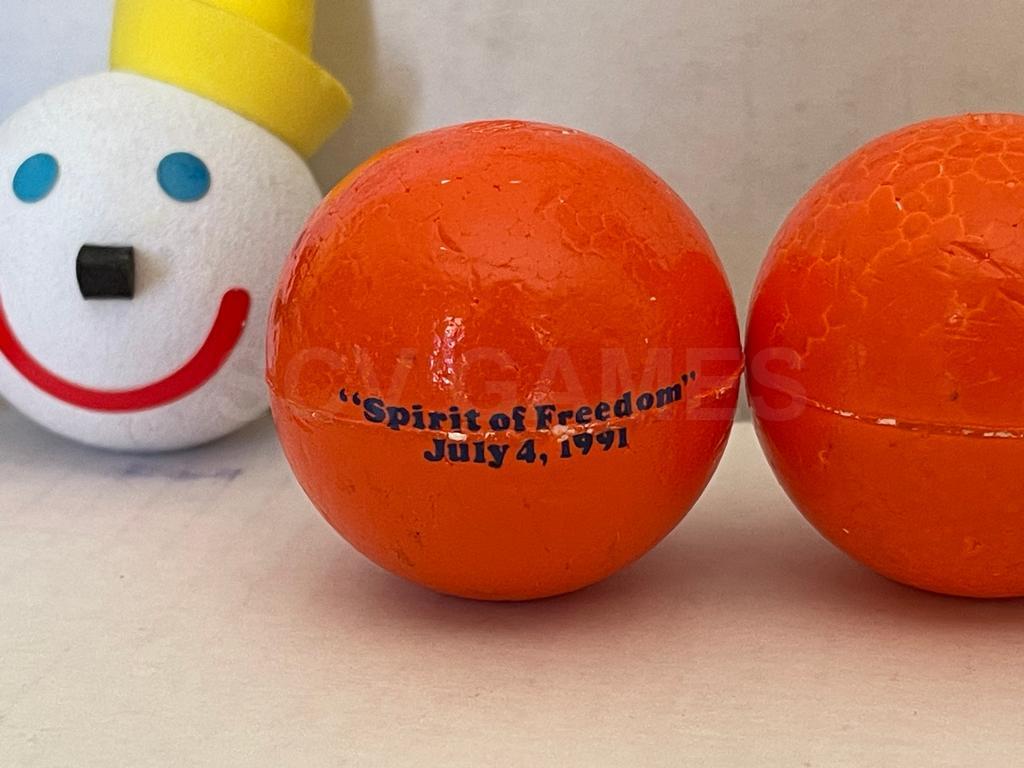 “Spirit of Freedom”
July 4, 1991
SCV GAMES